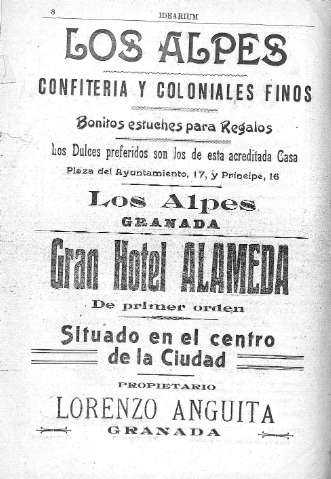 8
IDEARIUM
LOS ALPES
CONFITERIA Y COLONIALES FINOS
Bonitos estuches para Regalos
Los Dulces preferidos son los de esta acreditada Casa
Plaza del Ayuntamiento, 17, y Príncipe, 16
Los Alpes
GRANADA
Gran Hotel ALAMEDA
De primer orden
Situado en el centro
de la Ciudad
PROPIETARIO
LORENZO ANGUITA
GRANADA